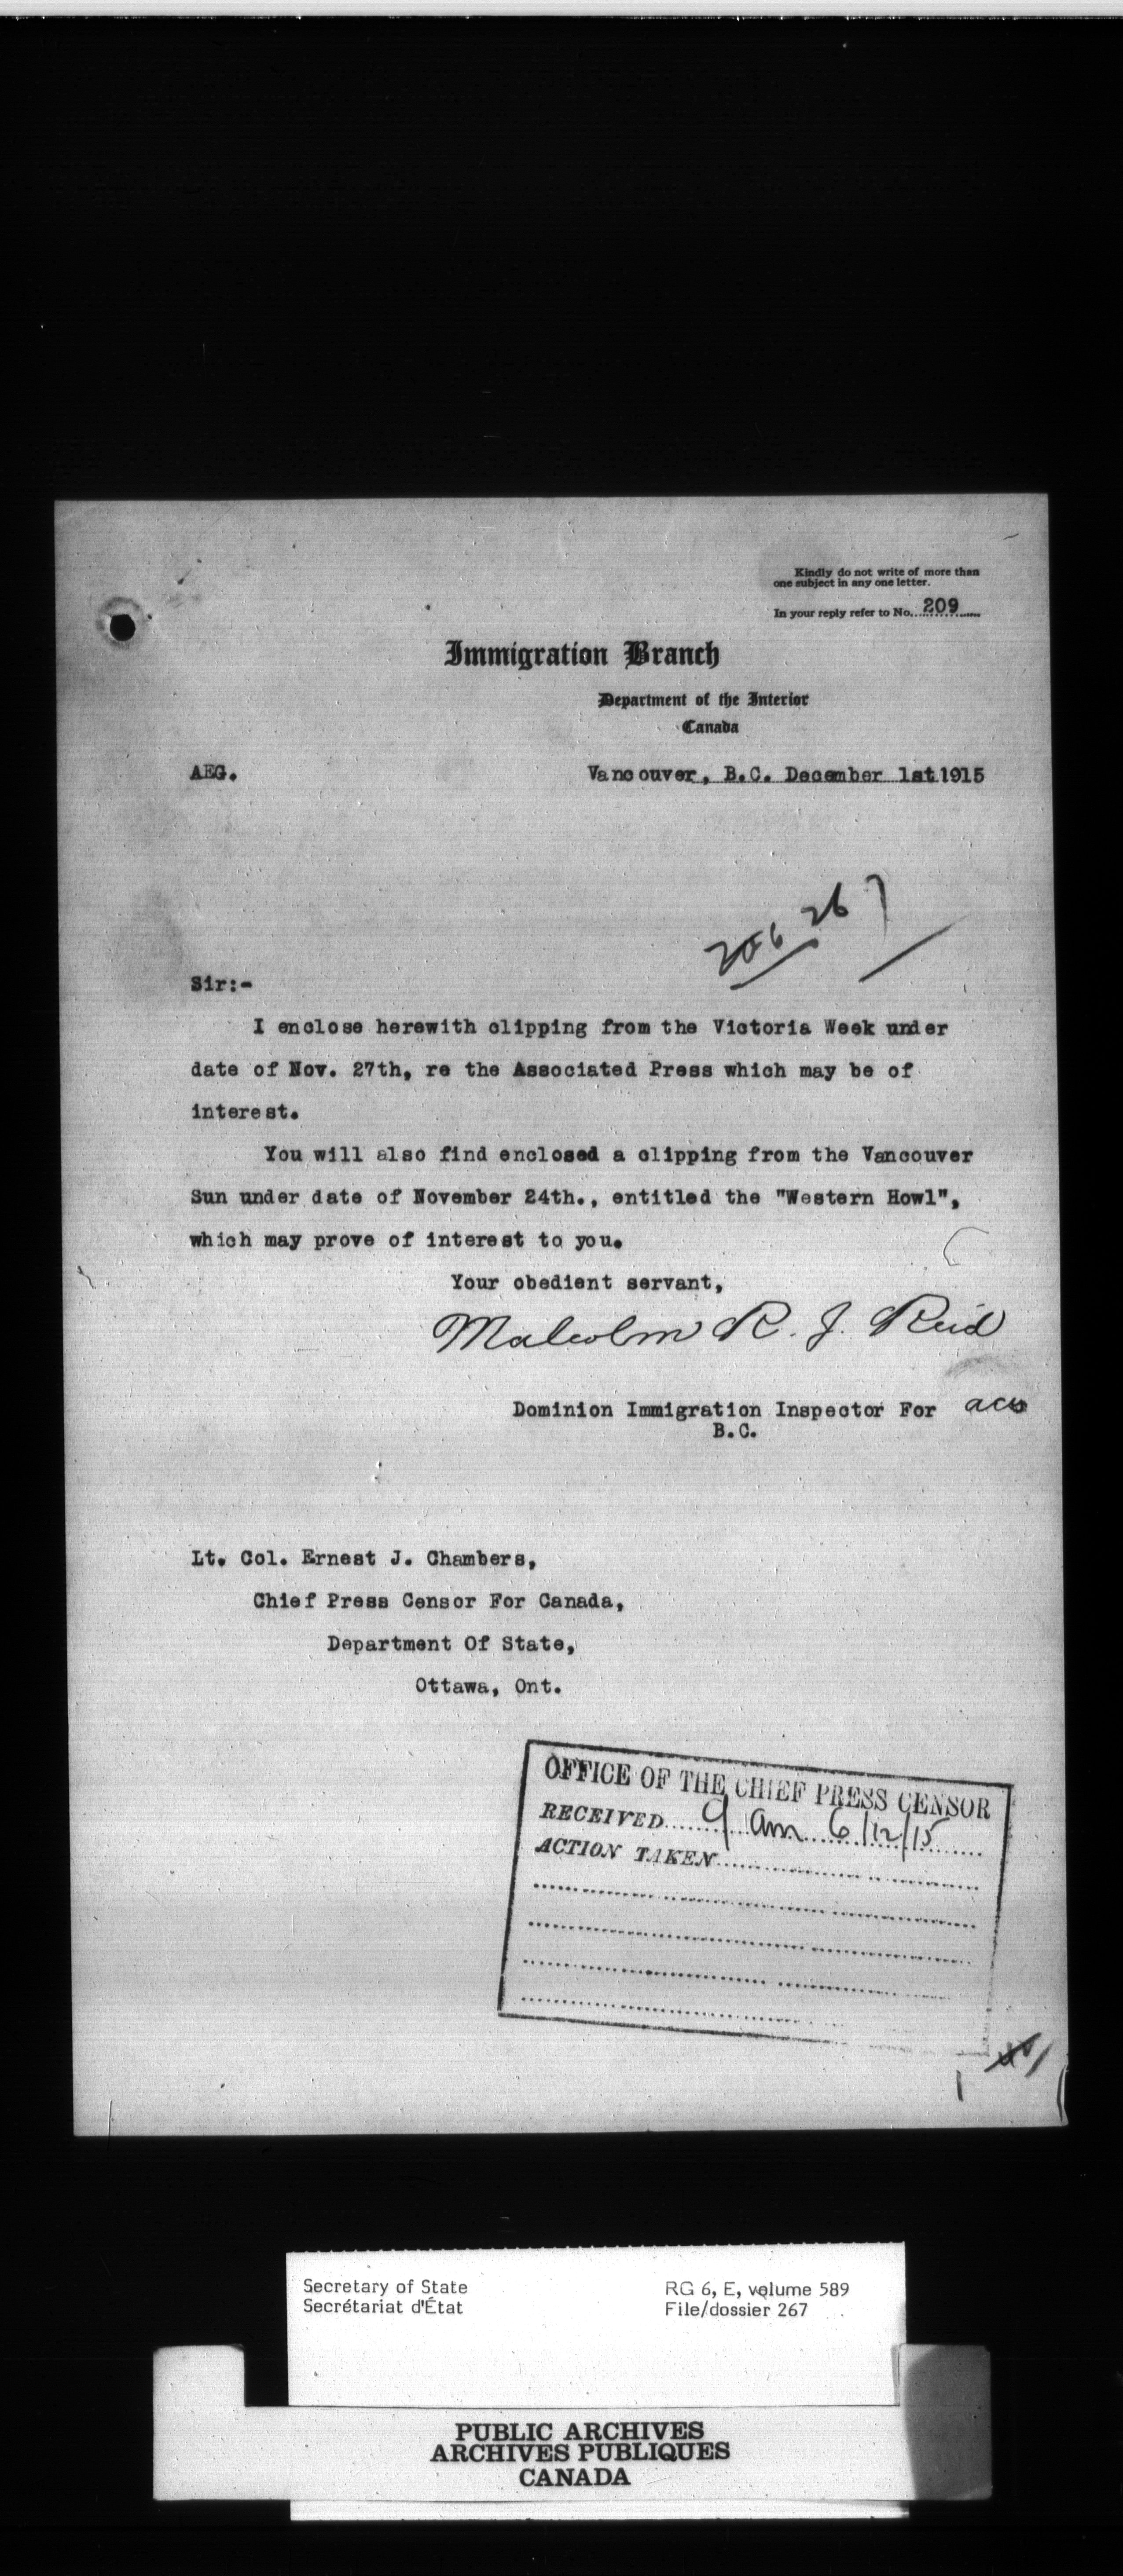 Kindly do not write of more than
one subject in any one letter.
In your reply refer to No. 209
Immigration Branch
Department of the Interior
Canada
AEG. Vancouver, B.C. December 1st 1915
206 267
Sir:-
I enclose herewith clipping from the Victoria Week under
date of Nov. 27th, re the Associated Press which may be of
interest.
You will also find enclosed a clipping from the Vancouver
Sun under date of November 24th., entitled the "Western Howl",
which may prove of interest to you.
Your obedient servant,
Malcolm R. J. Reid
Dominion Immigration Inspector For
B.C.
Lt. Col. Ernest J. Chambers,
Chief Press Censor For Canada,
Department Of State,
Ottawa, Ont.
OFFICE OF THE CHIEF PRESS CENSOR
RECEIVED 9 am 6/12/15
ACTION TAKEN
Secretary of State
Secrétariat d'État
RG 6, E, volume 589
File/dossier 267
PUBLIC ARCHIVES
ARCHIVES PUBLIQUES
CANADA